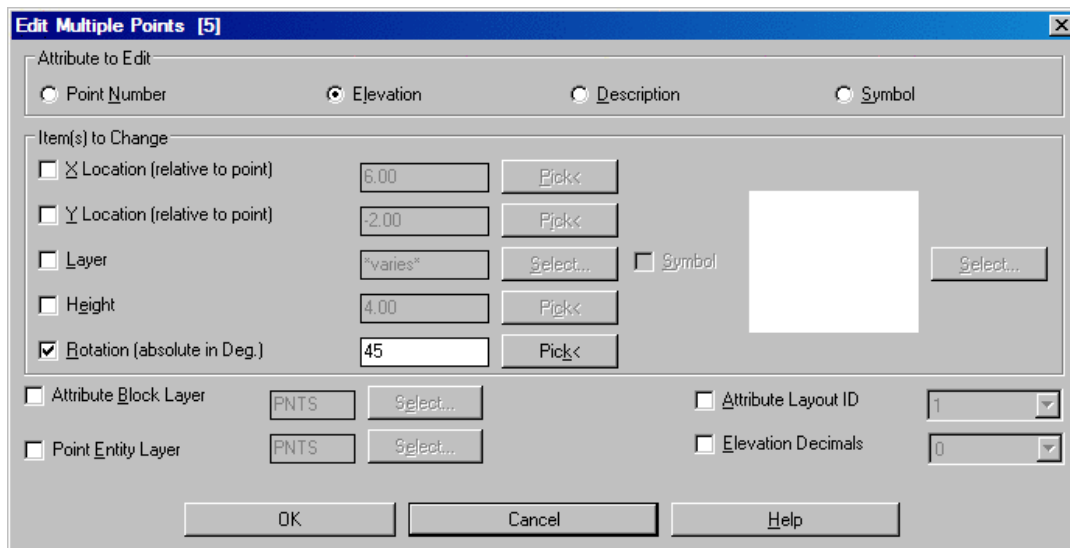 Edit Multiple Points [5]
Attribute to Edit
Point Number Elevation Description Symbol
Item(s) to Change
X Location (relative to point) 6.00 Pick<
Y Location (relative to point) -2.00 Pick<
Layer *varies* Select... Symbol Select...
Height 4.00 Pick<
Rotation (absolute in Deg.) 45 Pick<
Attribute Block Layer PNTS Select... Attribute Layout ID 1
Point Entity Layer PNTS Select... Elevation Decimals 0
OK Cancel Help